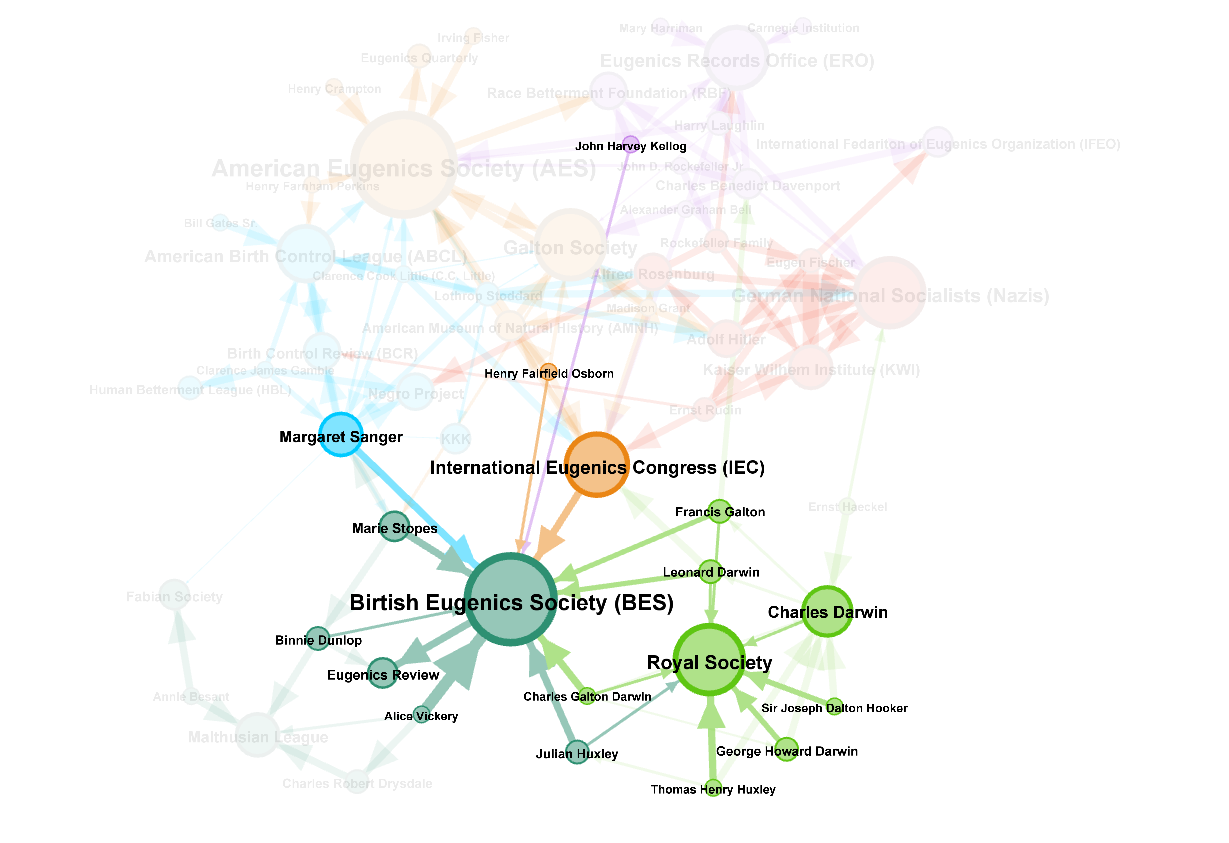 Mary Harriman
Carnegie Institution
Irving Fisher
Eugenics Quarterly
Eugenics Records Office (ERO)
Henry Crampton
Race Betterment Foundation (RBF)
Harry Laughlin
John Harvey Kellog
International Fedariton of Eugenics Organization (IFEO)
American Eugenics Society (AES)
John D. Rockefeller Jr.
Henry Farnham Perkins
Charles Benedict Davenport
Alexander Graham Bell
Bill Gates Sr.
Rockefeller Family
Galton Society
American Birth Control League (ABCL)
Eugen Fischer
Clarence Cook Little (C.C. Little)
Alfred Rosenburg
Lothrop Stoddard
German National Socialists (Nazis)
Madison Grant
American Museum of Natural History (AMNH)
Adolf Hitler
Birth Control Review (BCR)
Clarence James Gamble
Kaiser Wilhem Institute (KWI)
Henry Fairfield Osborn
Human Betterment League (HBL)
Negro Project
Ernst Rudin
Margaret Sanger
KKK
International Eugenics Congress (IEC)
Ernst Haeckel
Francis Galton
Marie Stopes
Leonard Darwin
Fabian Society
Birtish Eugenics Society (BES)
Charles Darwin
Binnie Dunlop
Royal Society
Eugenics Review
Annie Besant
Charles Galton Darwin
Sir Joseph Dalton Hooker
Alice Vickery
Malthusian League
George Howard Darwin
Julian Huxley
Charles Robert Drysdale
Thomas Henry Huxley